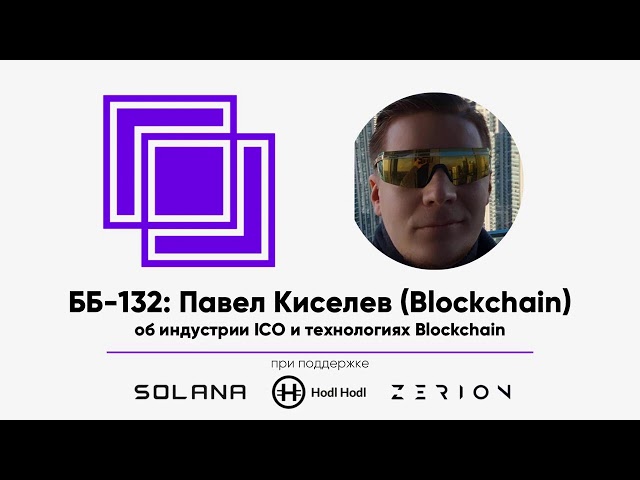 ББ-132: Павел Киселев (Blockchain)
об индустрии ICO и технологиях Blockchain
при поддержке
SOLANA Hodl Hodl ZERION